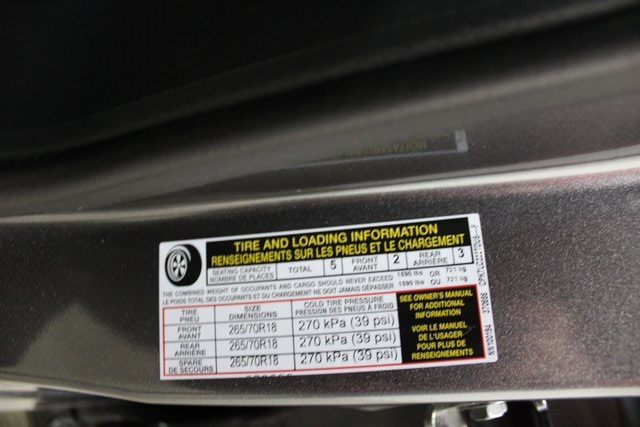 TIRE AND LOADING INFORMATION
RENSEIGNEMENTS SUR LES PNEUS ET LE CHARGEMENT
SEATING CAPACITY
NOMBRE DE PLACES
TOTAL 5
FRONT
AVANT
2
REAR
ARRIÈRE
3
THE COMBINED WEIGHT OF OCCUPANTS AND CARGO SHOULD NEVER EXCEED 1590 lbs OR 721 kg
LE POIDS TOTAL DES OCCUPANTS ET DU CHARGEMENT NE DOIT JAMAIS DÉPASSER 1590 lbs OU 721 kg
TIRE
PNEU
SIZE
DIMENSIONS
COLD TIRE PRESSURE
PRESSION DES PNEUS À FROID
FRONT
AVANT
265/70R18
270 kPa (39 psi)
REAR
ARRIÈRE
265/70R18
270 kPa (39 psi)
SPARE
DE SECOURS
265/70R18
270 kPa (39 psi)
SEE OWNER'S MANUAL
FOR ADDITIONAL
INFORMATION
VOIR LE MANUEL
DE L'USAGER
POUR PLUS DE
RENSEIGNEMENTS